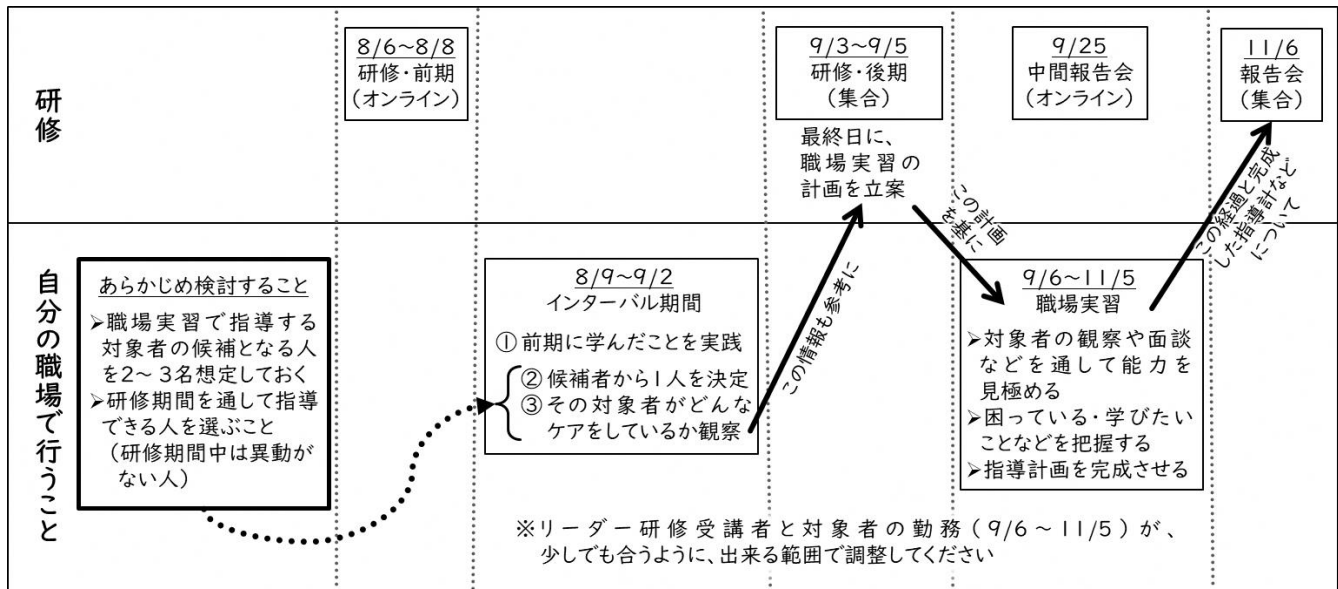 研修
8/6~8/8
研修・前期
(オンライン)
9/3~9/5
研修・後期
(集合)
最終日に、
職場実習の
計画を立案
9/25
中間報告会
(オンライン)
11/6
報告会
(集合)
この情報も参考に
この計画
を基に
この経過と完成
した指導計など
について
自分の職場で行うこと
あらかじめ検討すること
➢職場実習で指導する
対象者の候補となる人
を2~3名想定しておく
➢研修期間を通して指導
できる人を選ぶこと
(研修期間中は異動が
ない人)
8/9~9/2
インターバル期間
①前期に学んだことを実践
②候補者から1人を決定
③その対象者がどんな
ケアをしているか観察
9/6~11/5
職場実習
➢対象者の観察や面談
などを通して能力を
見極める
➢困っている・学びたい
ことなどを把握する
➢指導計画を完成させる
※リーダー研修受講者と対象者の勤務(9/6~11/5)が、
少しでも合うように、出来る範囲で調整してください